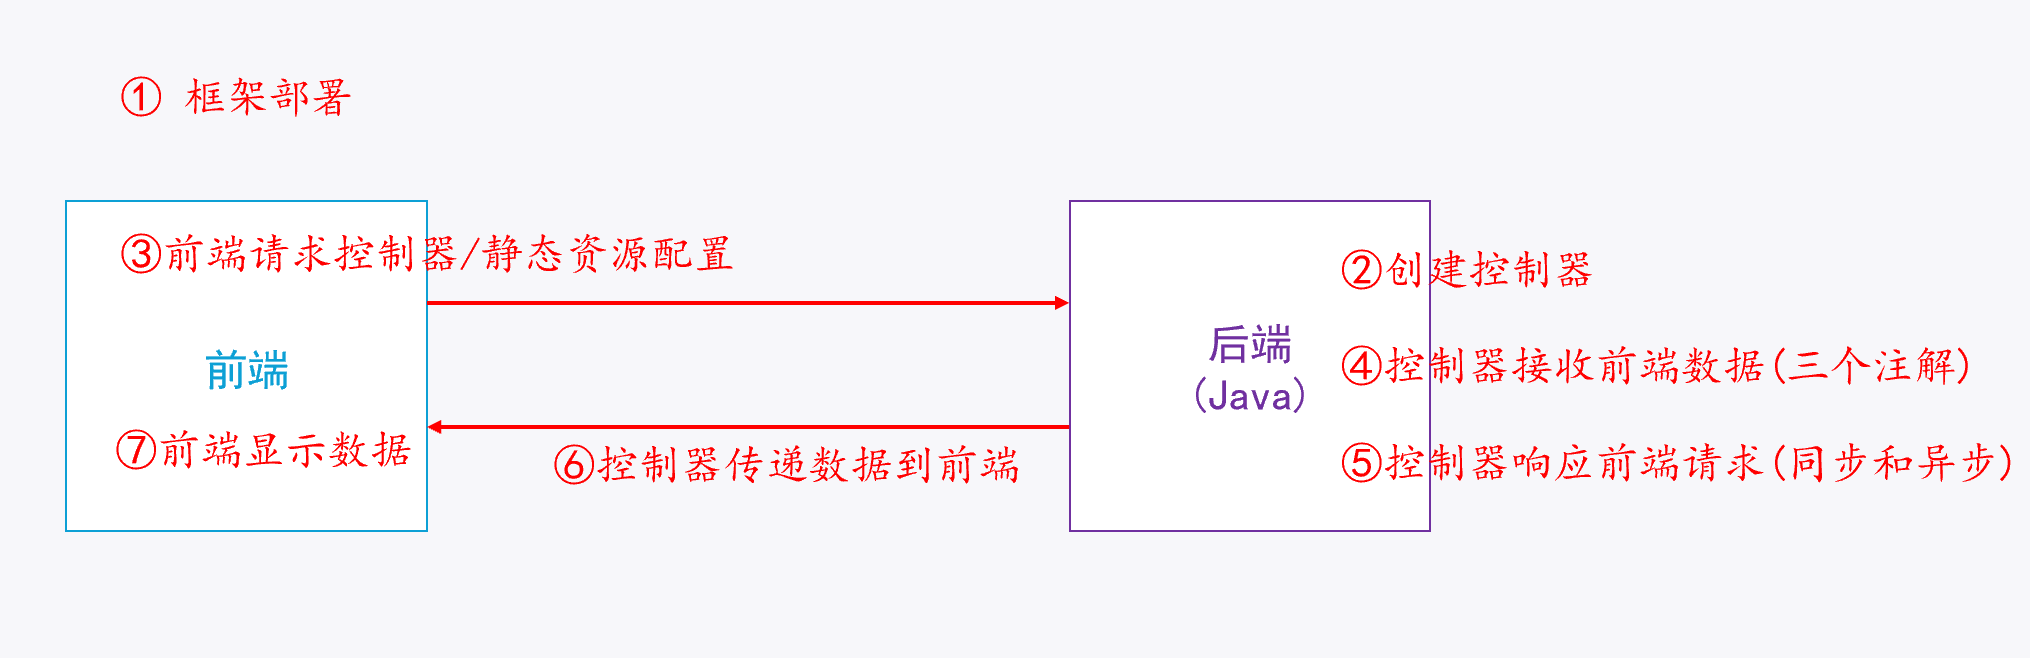 ① 框架部署
③前端请求控制器/静态资源配置
②创建控制器
后端
(Java)
前端
④控制器接收前端数据(三个注解)
⑦前端显示数据
⑥控制器传递数据到前端
⑤控制器响应前端请求(同步和异步)